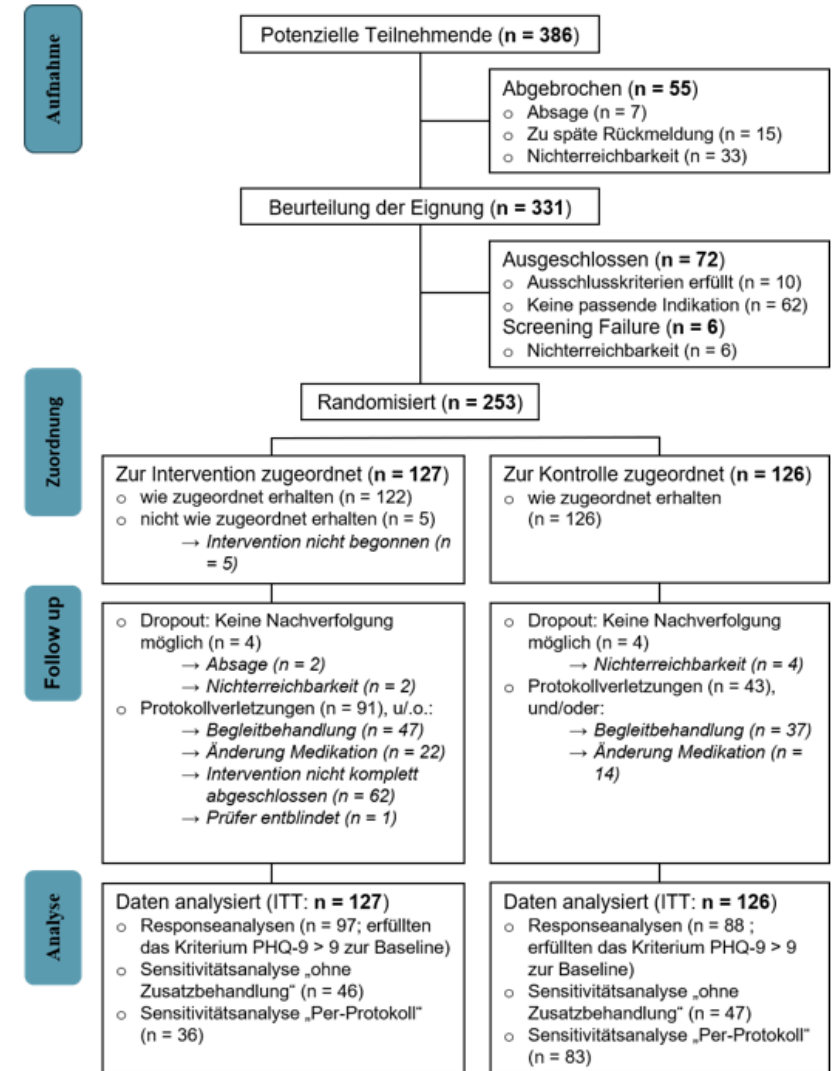 Aufnahme
Potenzielle Teilnehmende (n = 386)
Abgebrochen (n = 55)
o Absage (n = 7)
o Zu späte Rückmeldung (n = 15)
o Nichterreichbarkeit (n = 33)
Beurteilung der Eignung (n = 331)
Ausgeschlossen (n = 72)
o Ausschlusskriterien erfüllt (n = 10)
o Keine passende Indikation (n = 62)
Screening Failure (n = 6)
o Nichterreichbarkeit (n = 6)
Zuordnung
Randomisiert (n = 253)
Zur Intervention zugeordnet (n = 127)
o wie zugeordnet erhalten (n = 122)
o nicht wie zugeordnet erhalten (n = 5)
→ Intervention nicht begonnen (n
= 5)
Zur Kontrolle zugeordnet (n = 126)
o wie zugeordnet erhalten
(n = 126)
Follow up
o Dropout: Keine Nachverfolgung
möglich (n = 4)
→ Absage (n = 2)
→ Nichterreichbarkeit (n = 2)
o Protokollverletzungen (n = 91), u/.o.:
→ Begleitbehandlung (n = 47)
→ Änderung Medikation (n = 22)
→ Intervention nicht komplett
abgeschlossen (n = 62)
→ Prüfer entblindet (n = 1)
o Dropout: Keine Nachverfolgung
möglich (n = 4)
→ Nichterreichbarkeit (n = 4)
o Protokollverletzungen (n = 43),
und/oder:
→ Begleitbehandlung (n = 37)
→ Änderung Medikation (n =
14)
Analyse
Daten analysiert (ITT: n = 127)
o Responseanalysen (n = 97; erfüllten
das Kriterium PHQ-9 > 9 zur Baseline)
o Sensitivitätsanalyse „ohne
Zusatzbehandlung“ (n = 46)
o Sensitivitätsanalyse „Per-Protokoll“
(n = 36)
Daten analysiert (ITT: n = 126)
o Responseanalysen (n = 88 ;
erfüllten das Kriterium PHQ-9 > 9
zur Baseline)
o Sensitivitätsanalyse „ohne
Zusatzbehandlung“ (n = 47)
o Sensitivitätsanalyse „Per-Protokoll“
(n = 83)